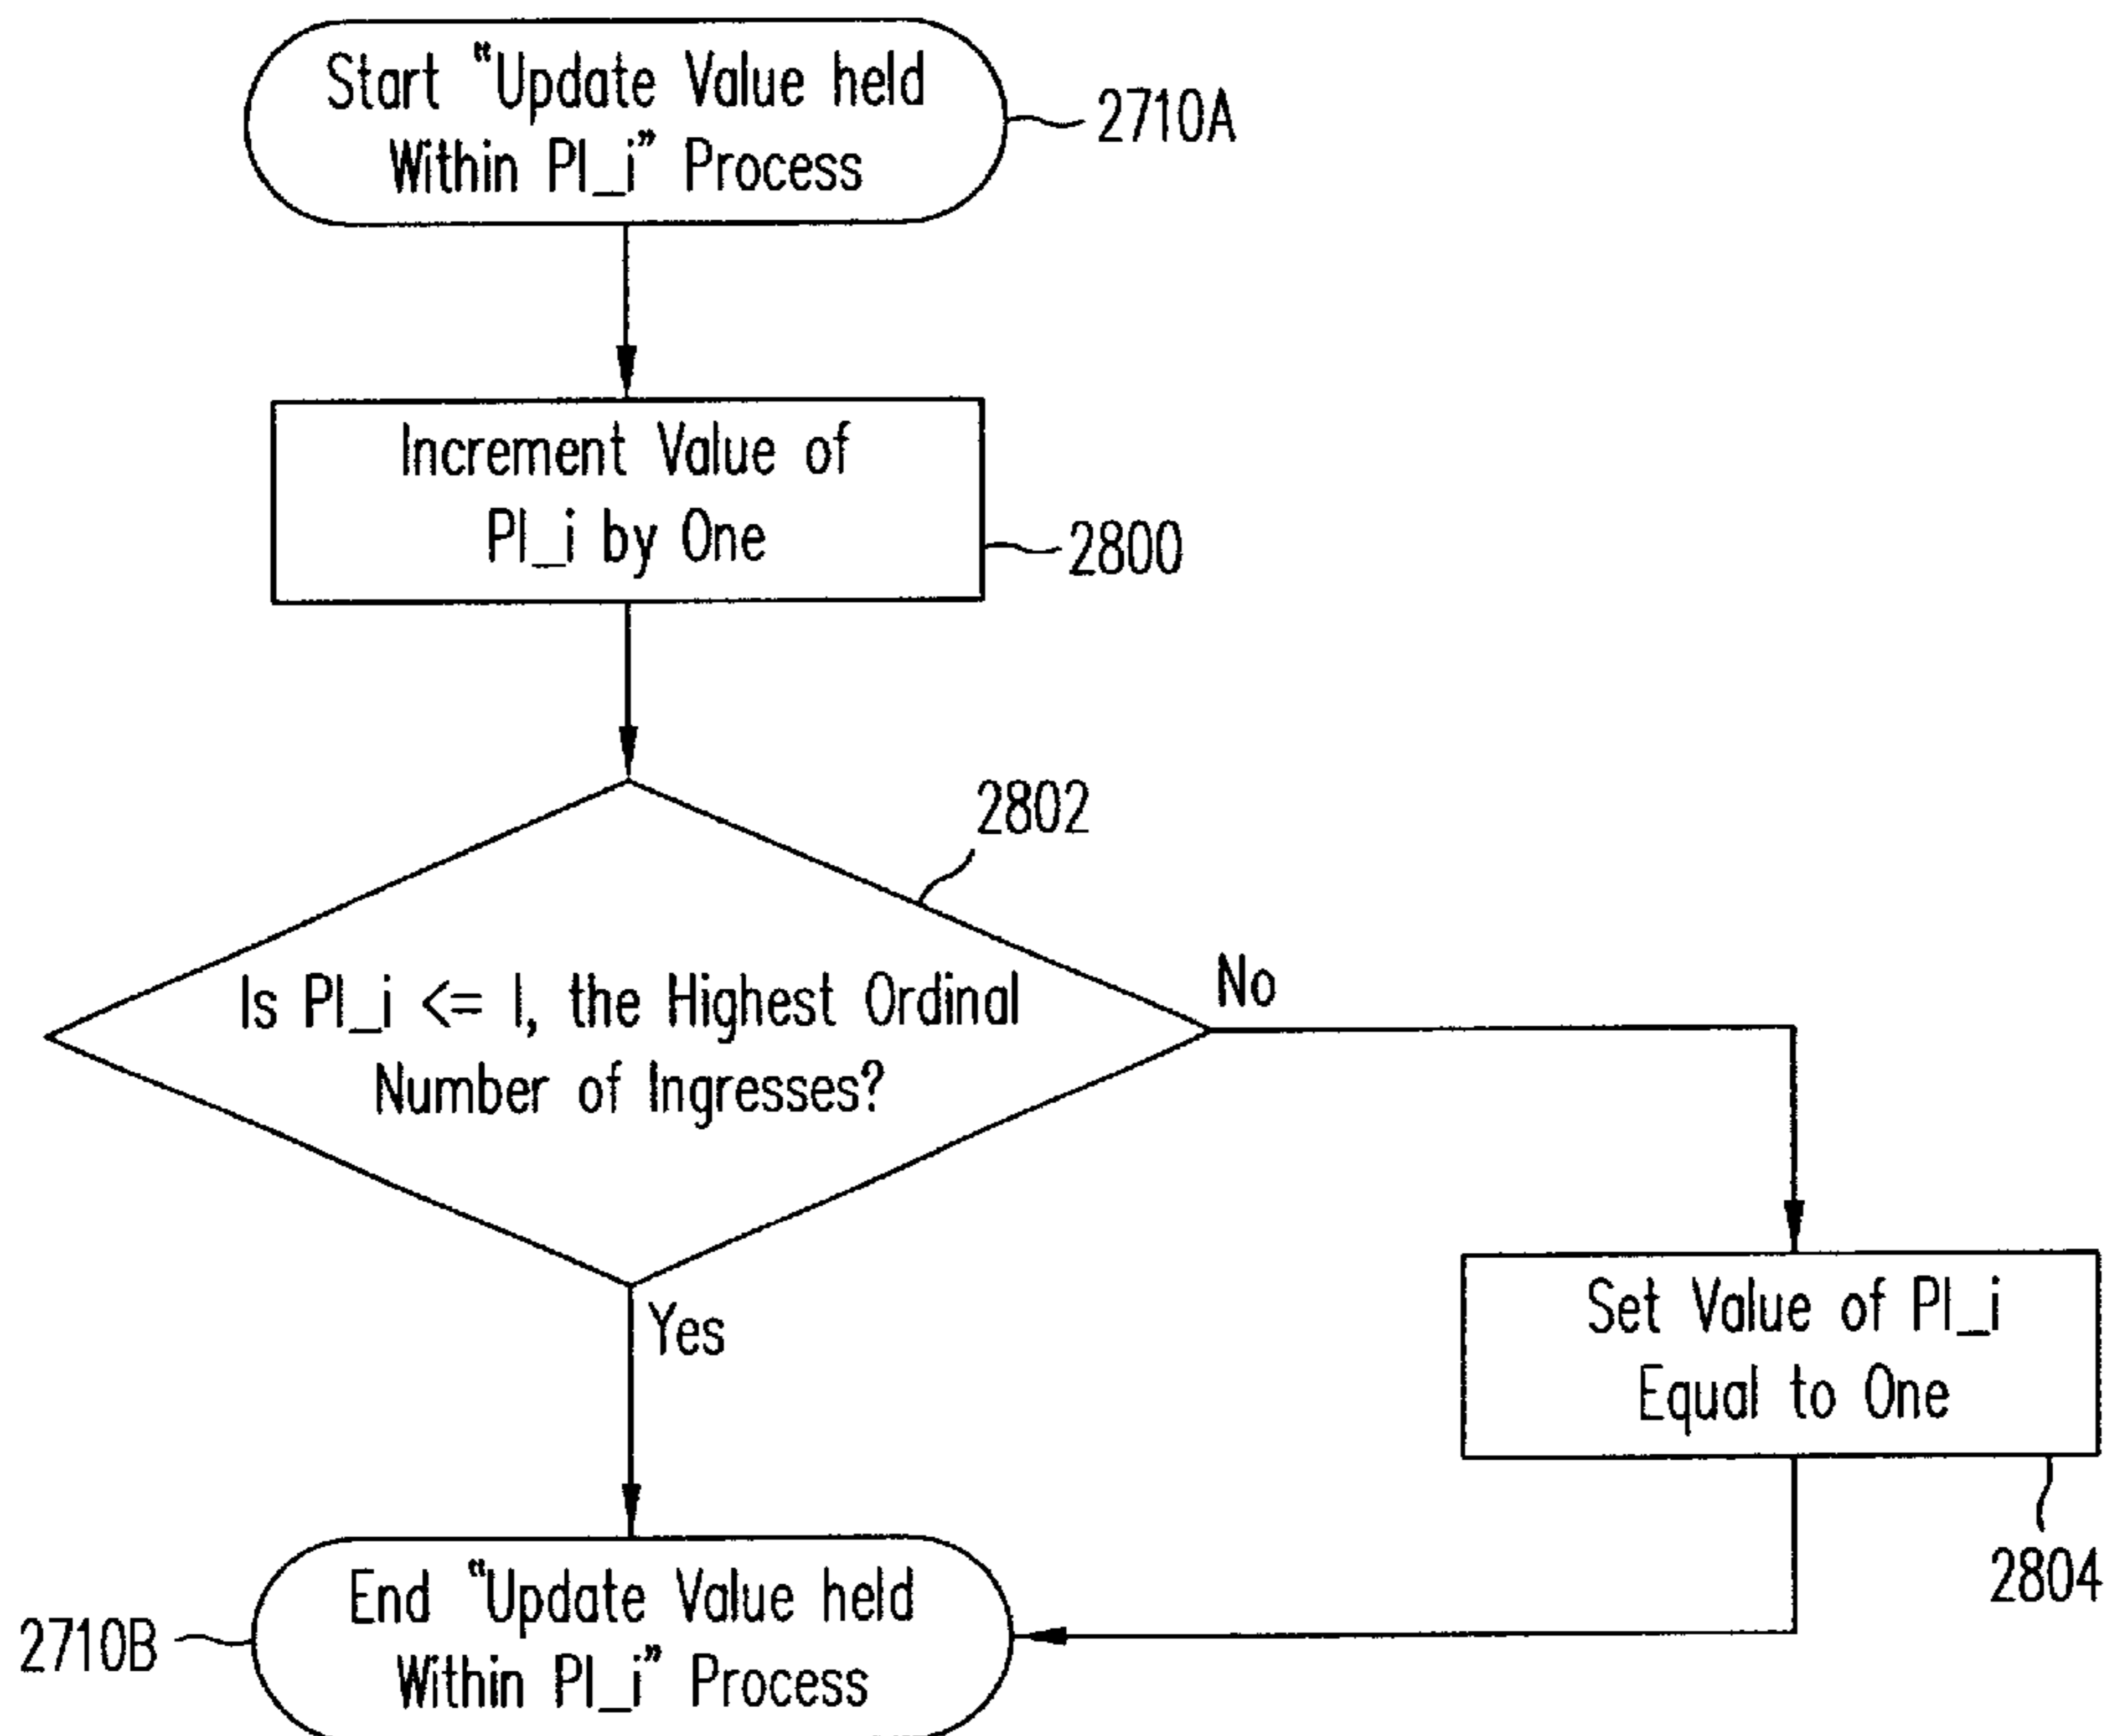 Start "Update Value held
Within PI_i" Process
2710A
Increment Value of
PI_i by One
2800
2802
Is PI_i <= I, the Highest Ordinal
Number of Ingresses?
No
Yes
Set Value of PI_i
Equal to One
2804
End "Update Value held
Within PI_i" Process
2710B